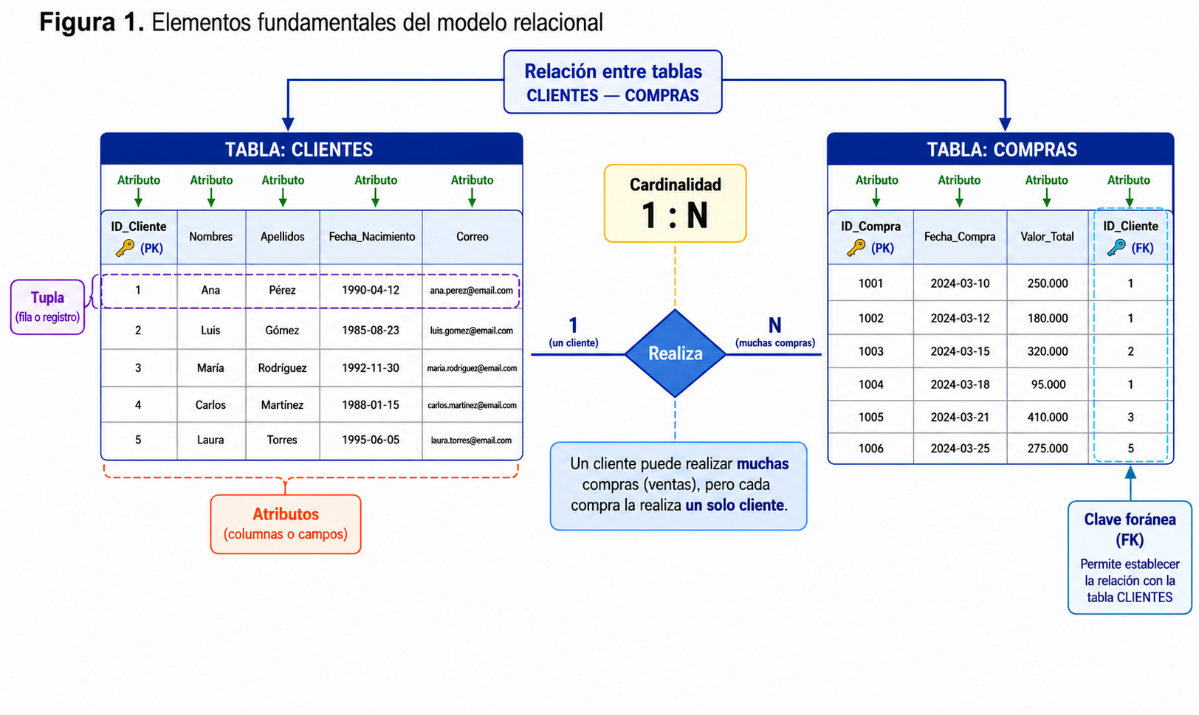 Figura 1. Elementos fundamentales del modelo relacional
Relación entre tablas
CLIENTES — COMPRAS
TABLA: CLIENTES
Atributo Atributo Atributo Atributo Atributo
ID_Cliente (PK) Nombres Apellidos Fecha_Nacimiento Correo
1 Ana Pérez 1990-04-12 ana.perez@email.com
2 Luis Gómez 1985-08-23 luis.gomez@email.com
3 María Rodríguez 1992-11-30 maria.rodriguez@email.com
4 Carlos Martínez 1988-01-15 carlos.martinez@email.com
5 Laura Torres 1995-06-05 laura.torres@email.com
Tupla
(fila o registro)
Atributos
(columnas o campos)
Cardinalidad
1 : N
1
(un cliente)
Realiza
N
(muchas compras)
Un cliente puede realizar muchas
compras (ventas), pero cada
compra la realiza un solo cliente.
TABLA: COMPRAS
Atributo Atributo Atributo Atributo
ID_Compra (PK) Fecha_Compra Valor_Total ID_Cliente (FK)
1001 2024-03-10 250.000 1
1002 2024-03-12 180.000 1
1003 2024-03-15 320.000 2
1004 2024-03-18 95.000 1
1005 2024-03-21 410.000 3
1006 2024-03-25 275.000 5
Clave foránea
(FK)
Permite establecer
la relación con la
tabla CLIENTES